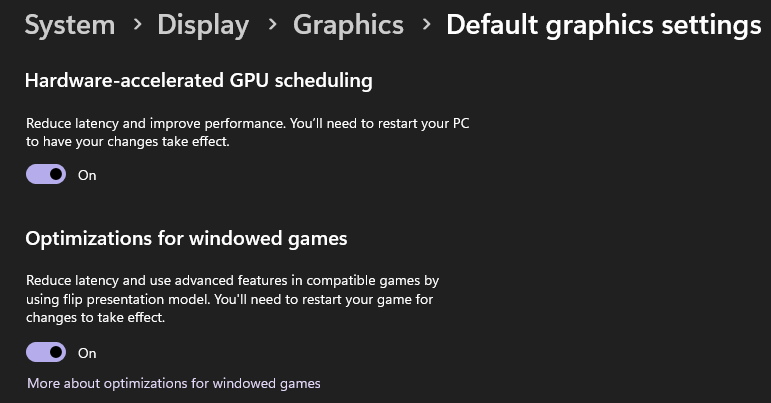 System > Display > Graphics > Default graphics settings
Hardware-accelerated GPU scheduling
Reduce latency and improve performance. You'll need to restart your PC
to have your changes take effect.
On
Optimizations for windowed games
Reduce latency and use advanced features in compatible games by
using flip presentation model. You'll need to restart your game for
changes to take effect.
On
More about optimizations for windowed games